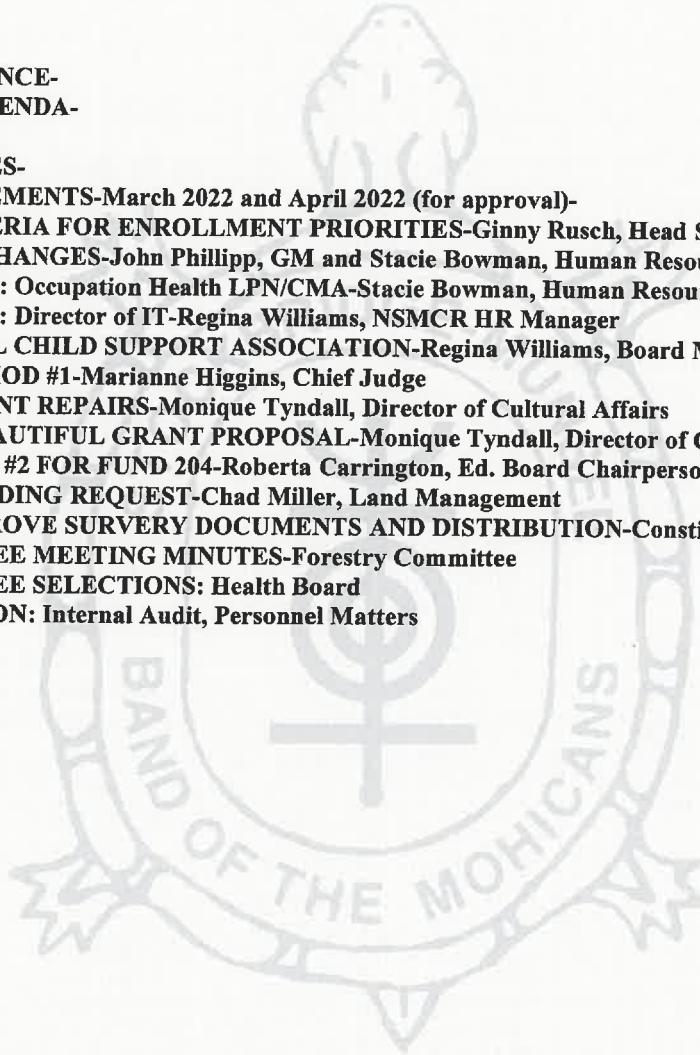 NCE-
ENDA-
ES-
EMENTS-March 2022 and April 2022 (for approval)-
ERIA FOR ENROLLMENT PRIORITIES-Ginny Rusch, Head S
HANGES-John Phillipp, GM and Stacie Bowman, Human Resou
: Occupation Health LPN/CMA-Stacie Bowman, Human Resou
: Director of IT-Regina Williams, NSMCR HR Manager
L CHILD SUPPORT ASSOCIATION-Regina Williams, Board M
IOD #1-Marianne Higgins, Chief Judge
NT REPAIRS-Monique Tyndall, Director of Cultural Affairs
AUTIFUL GRANT PROPOSAL-Monique Tyndall, Director of C
#2 FOR FUND 204-Roberta Carrington, Ed. Board Chairperso
DING REQUEST-Chad Miller, Land Management
ROVE SURVERY DOCUMENTS AND DISTRIBUTION-Consti
EE MEETING MINUTES-Forestry Committee
EE SELECTIONS: Health Board
ON: Internal Audit, Personnel Matters
BAND OF THE MOHICANS